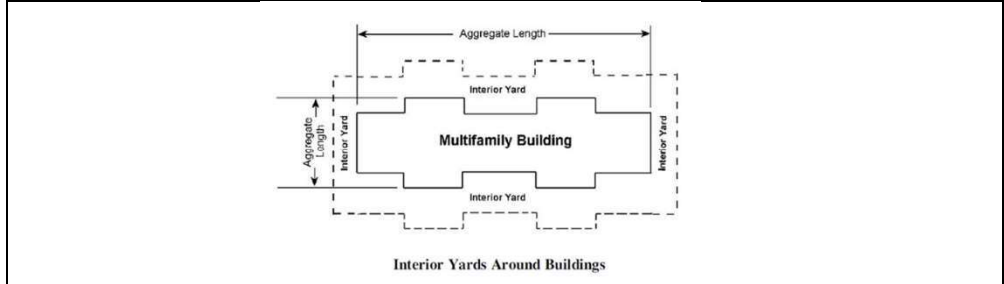 Aggregate Length
Interior Yard
Aggregate
Length
Interior Yard
Multifamily Building
Interior Yard
Interior Yard
Interior Yards Around Buildings